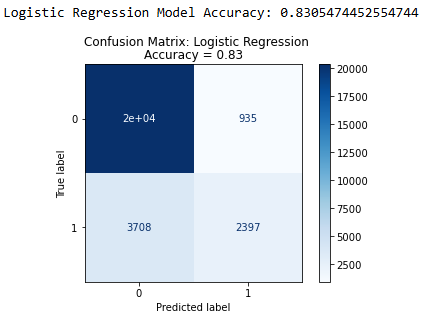 Logistic Regression Model Accuracy: 0.8305474452554744
Confusion Matrix: Logistic Regression
Accuracy = 0.83
20000
17500
15000
12500
10000
7500
5000
2500
True label
0
2e+04
935
1
3708
2397
0
1
Predicted label